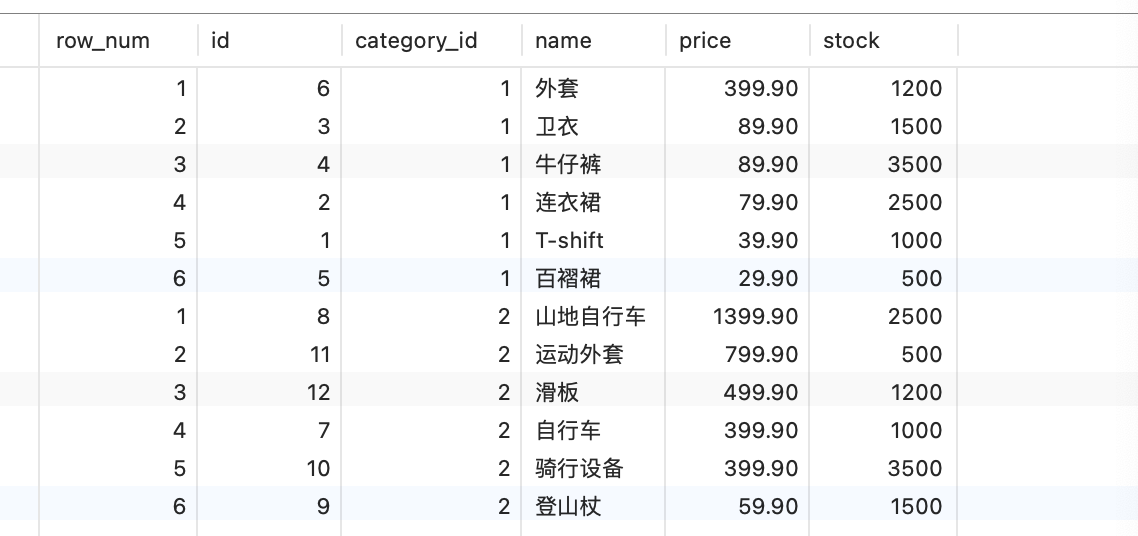 row_num id category_id name price stock
1 6 1 外套 399.90 1200
2 3 1 卫衣 89.90 1500
3 4 1 牛仔裤 89.90 3500
4 2 1 连衣裙 79.90 2500
5 1 1 T-shift 39.90 1000
6 5 1 百褶裙 29.90 500
1 8 2 山地自行车 1399.90 2500
2 11 2 运动外套 799.90 500
3 12 2 滑板 499.90 1200
4 7 2 自行车 399.90 1000
5 10 2 骑行设备 399.90 3500
6 9 2 登山杖 59.90 1500